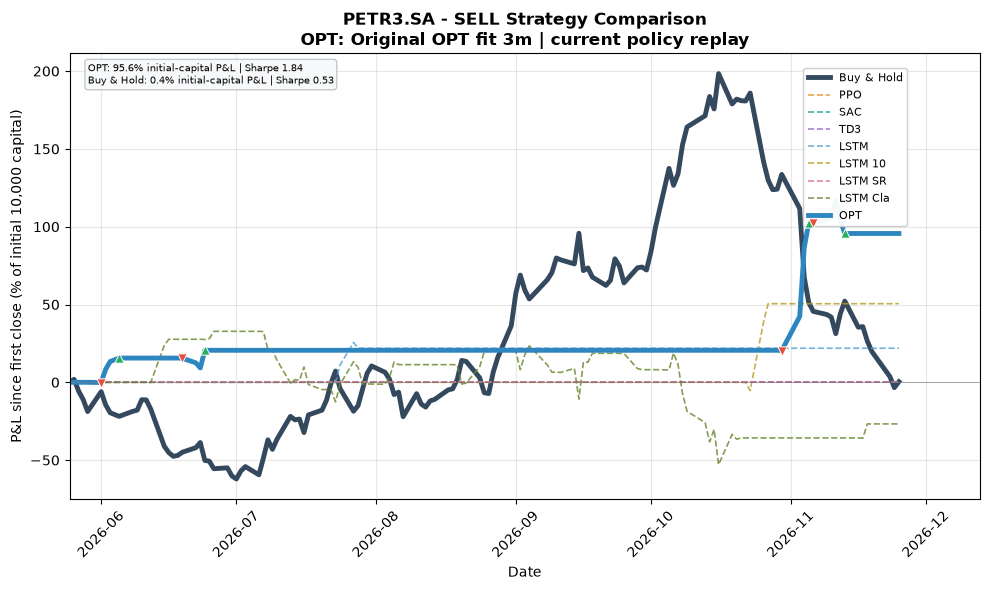 PETR3.SA - SELL Strategy Comparison
OPT: Original OPT fit 3m | current policy replay
OPT: 95.6% initial-capital P&L | Sharpe 1.84
Buy & Hold: 0.4% initial-capital P&L | Sharpe 0.53
Buy & Hold
PPO
SAC
TD3
LSTM
LSTM 10
LSTM SR
LSTM Cla
OPT
P&L since first close (% of initial 10,000 capital)
200
150
100
50
0
−50
2026-06
2026-07
2026-08
2026-09
2026-10
2026-11
2026-12
Date